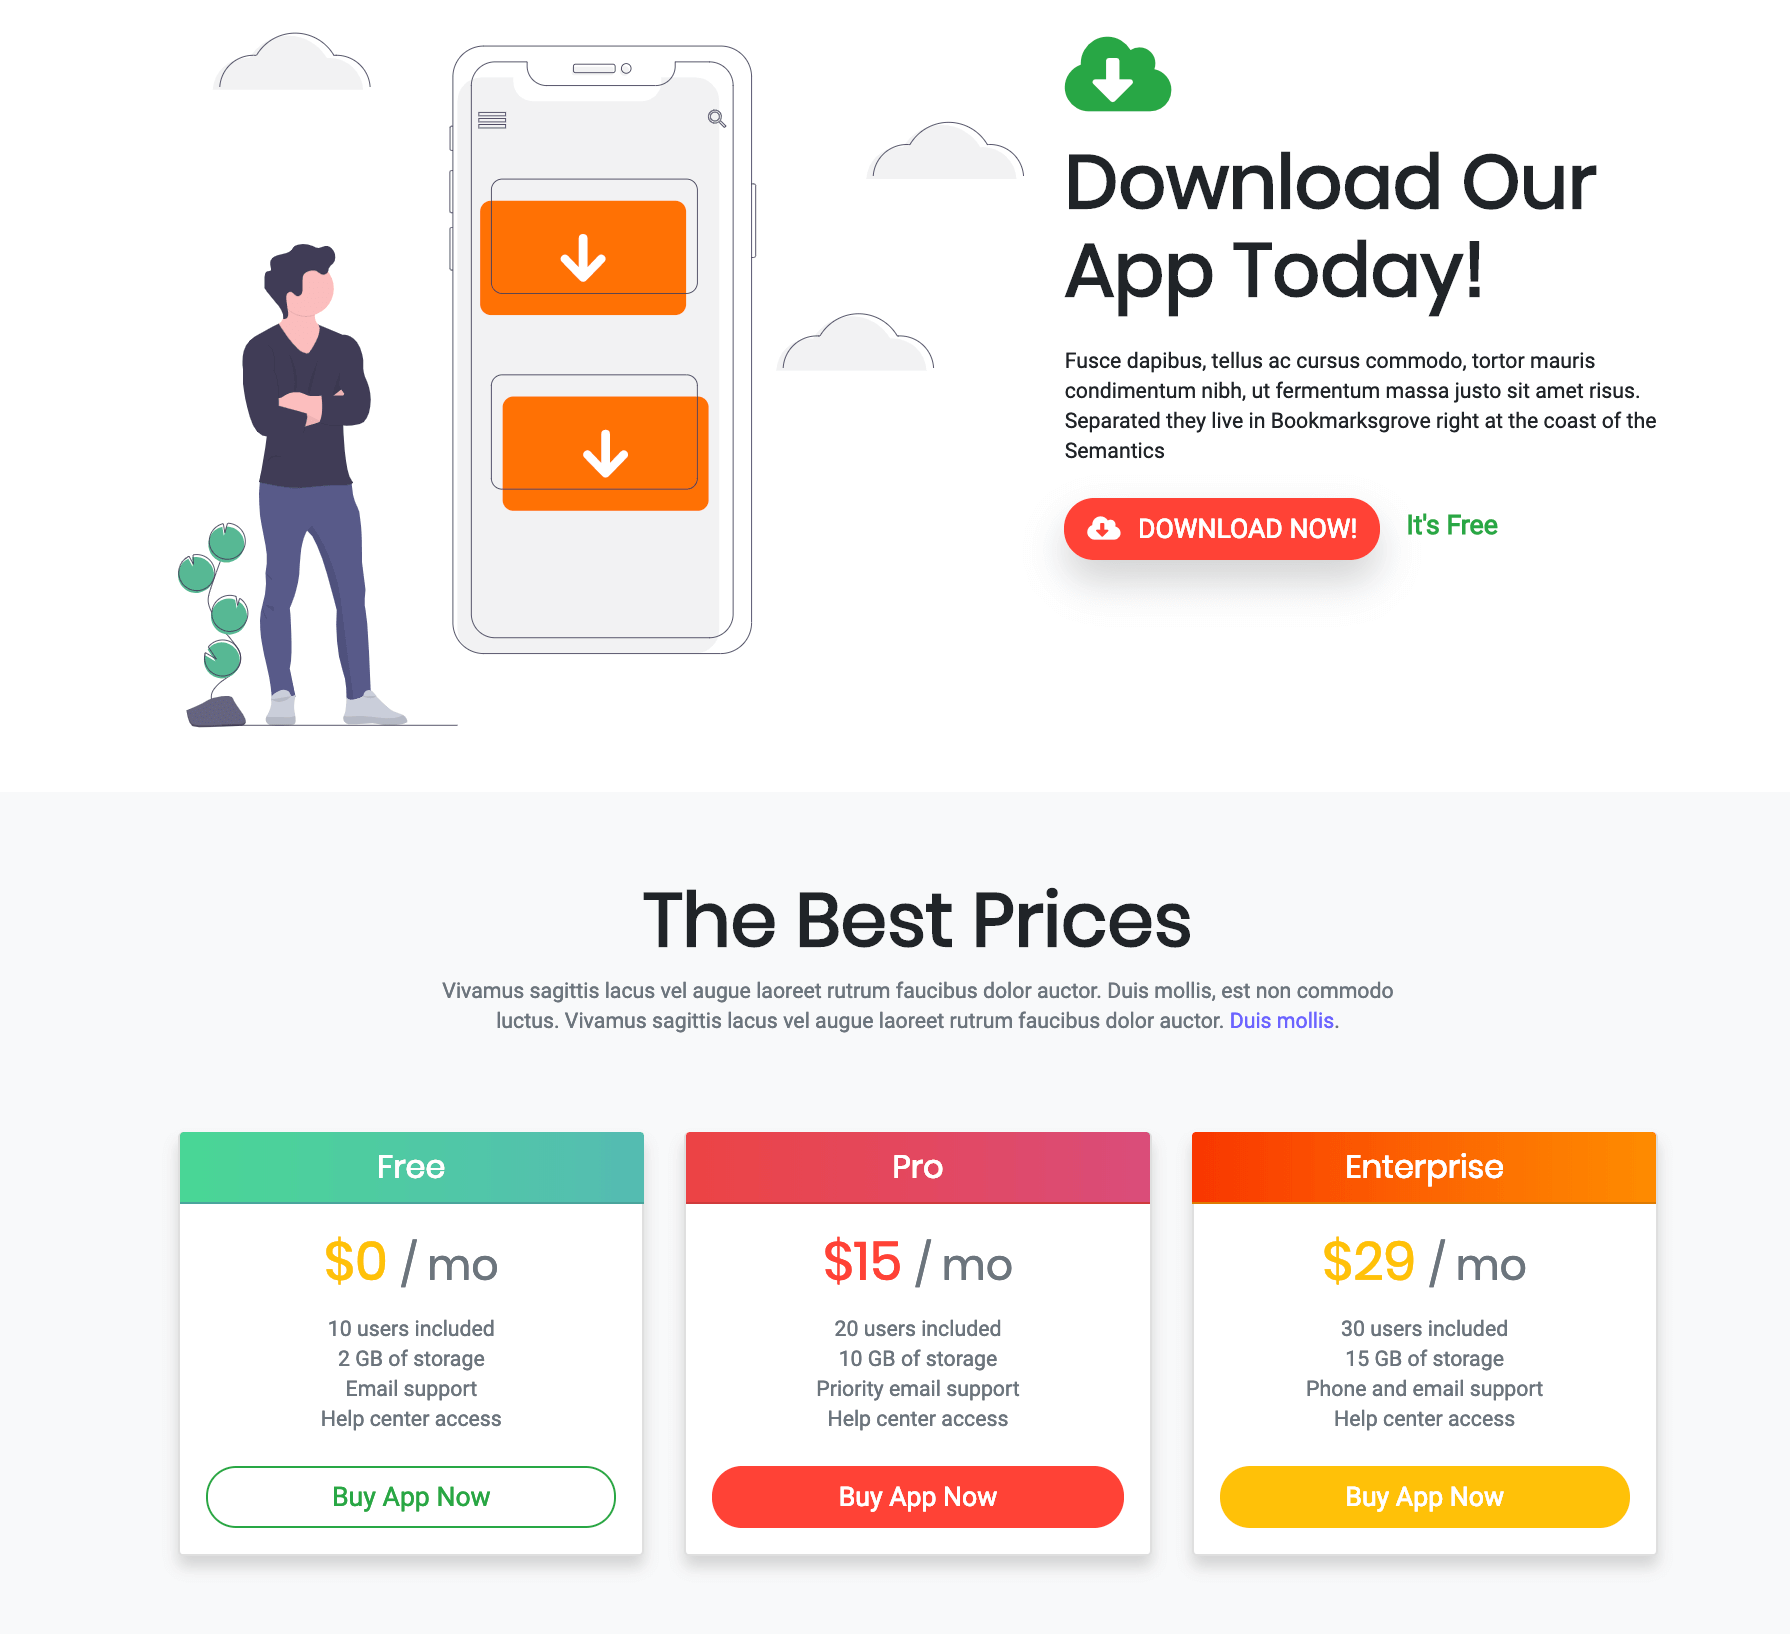 Download Our
App Today!
Fusce dapibus, tellus ac cursus commodo, tortor mauris
condimentum nibh, ut fermentum massa justo sit amet risus.
Separated they live in Bookmarksgrove right at the coast of the
Semantics
DOWNLOAD NOW!
It's Free
The Best Prices
Vivamus sagittis lacus vel augue laoreet rutrum faucibus dolor auctor. Duis mollis, est non commodo
luctus. Vivamus sagittis lacus vel augue laoreet rutrum faucibus dolor auctor. Duis mollis.
Free
$0 / mo
10 users included
2 GB of storage
Email support
Help center access
Buy App Now
Pro
$15 / mo
20 users included
10 GB of storage
Priority email support
Help center access
Buy App Now
Enterprise
$29 / mo
30 users included
15 GB of storage
Phone and email support
Help center access
Buy App Now